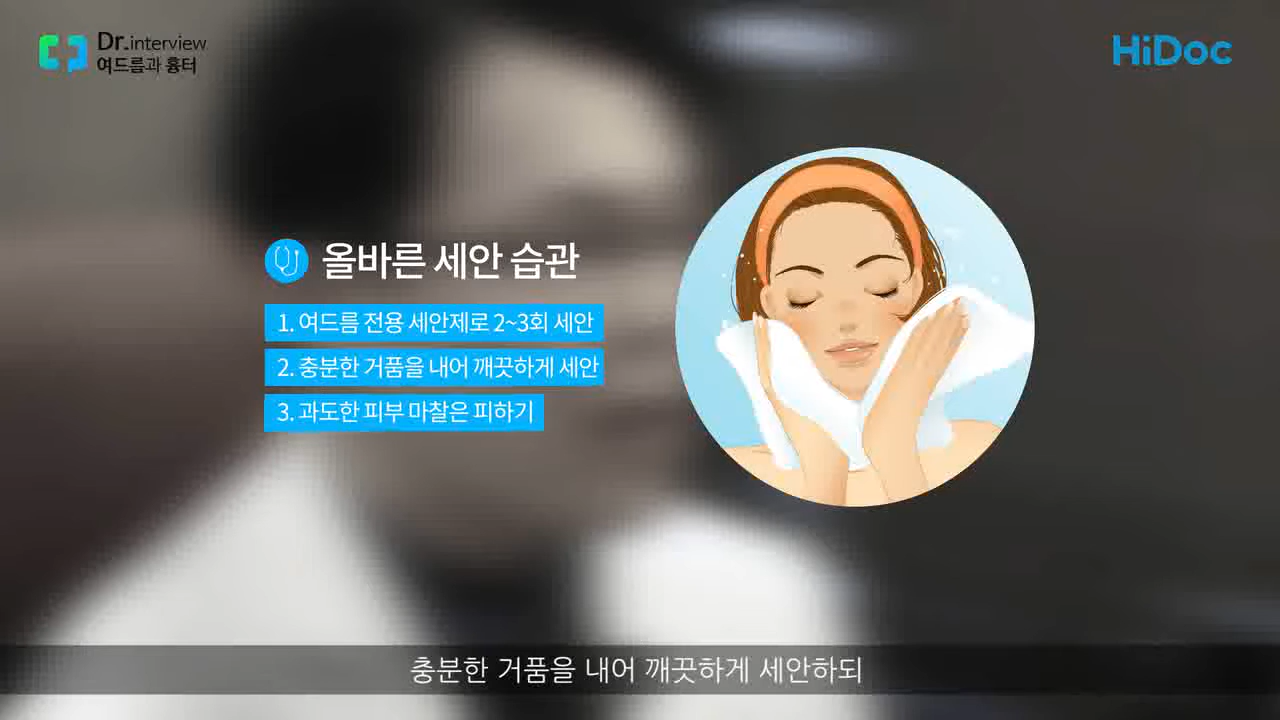 Dr.interview
여드름과 흉터
HiDoc
올바른 세안 습관
1. 여드름 전용 세안제로 2~3회 세안
2. 충분한 거품을 내어 깨끗하게 세안
3. 과도한 피부 마찰은 피하기
충분한 거품을 내어 깨끗하게 세안하되